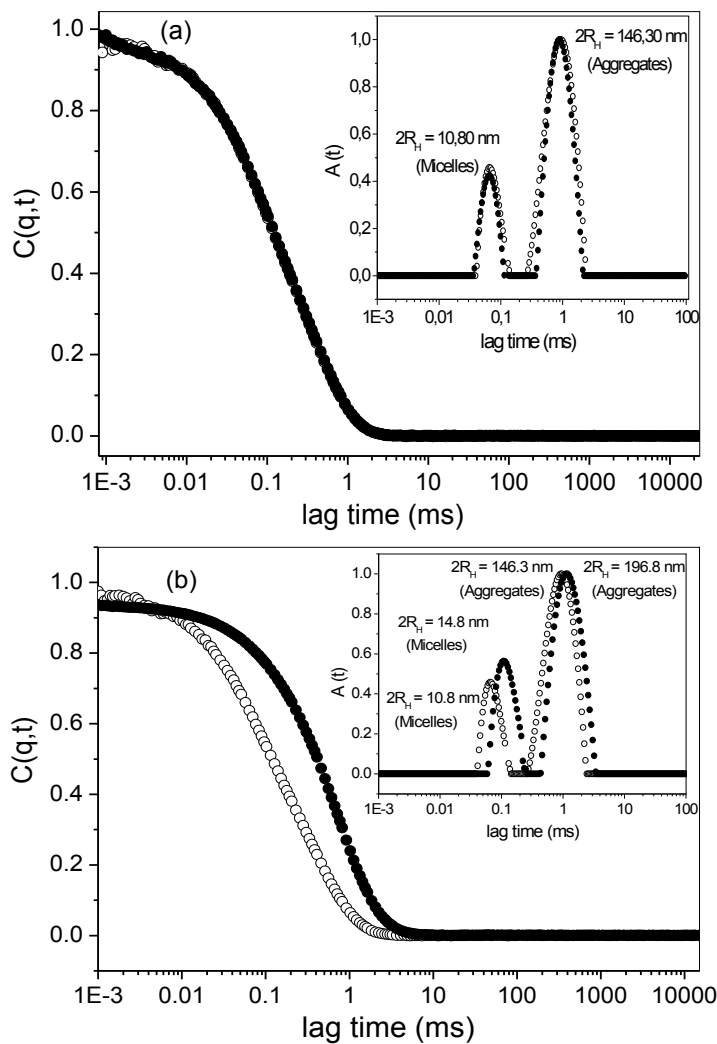 (a)
C(q,t)
1.0
0.8
0.6
0.4
0.2
0.0
1E-3 0.01 0.1 1 10 100 1000 10000
lag time (ms)
A (t)
1,0
0,8
0,6
0,4
0,2
0,0
2R_H = 146,30 nm
(Aggregates)
2R_H = 10,80 nm
(Micelles)
1E-3 0,01 0,1 1 10 100
lag time (ms)
(b)
C(q,t)
1.0
0.8
0.6
0.4
0.2
0.0
1E-3 0.01 0.1 1 10 100 1000 10000
lag time (ms)
A (t)
1.0
0.8
0.6
0.4
0.2
0.0
2R_H = 146.3 nm 2R_H = 196.8 nm
(Aggregates) (Aggregates)
2R_H = 14.8 nm
(Micelles)
2R_H = 10.8 nm
(Micelles)
1E-3 0.01 0.1 1 10 100
lag time (ms)